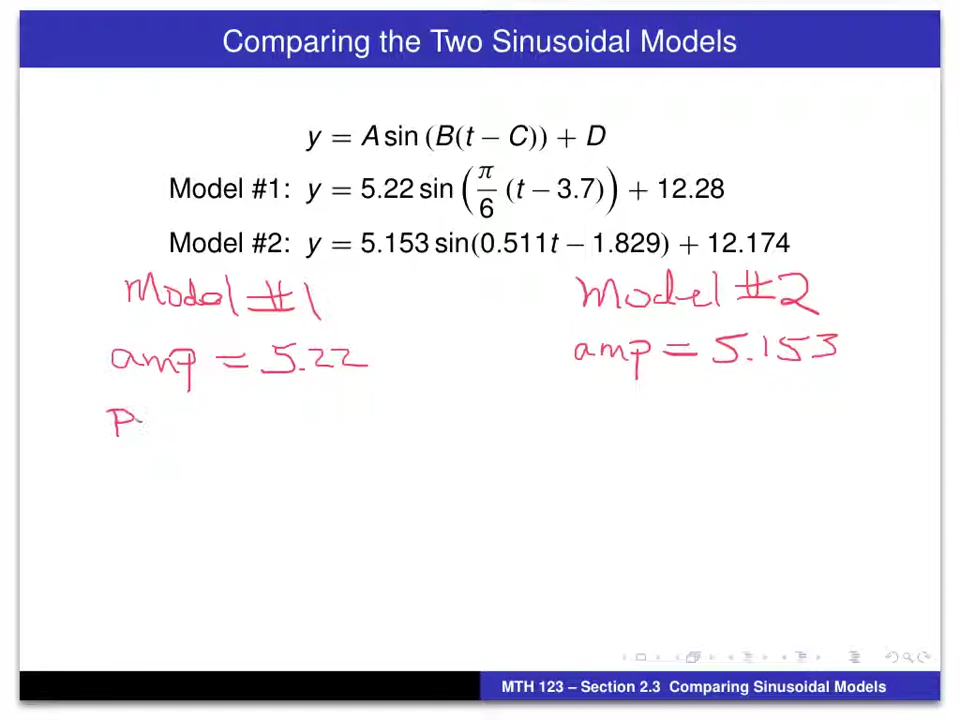 Comparing the Two Sinusoidal Models
y = A sin (B(t − C)) + D
Model #1: y = 5.22 sin (π/6 (t − 3.7)) + 12.28
Model #2: y = 5.153 sin(0.511t − 1.829) + 12.174
Model #1
Model #2
amp = 5.22
amp = 5.153
P
MTH 123 – Section 2.3 Comparing Sinusoidal Models